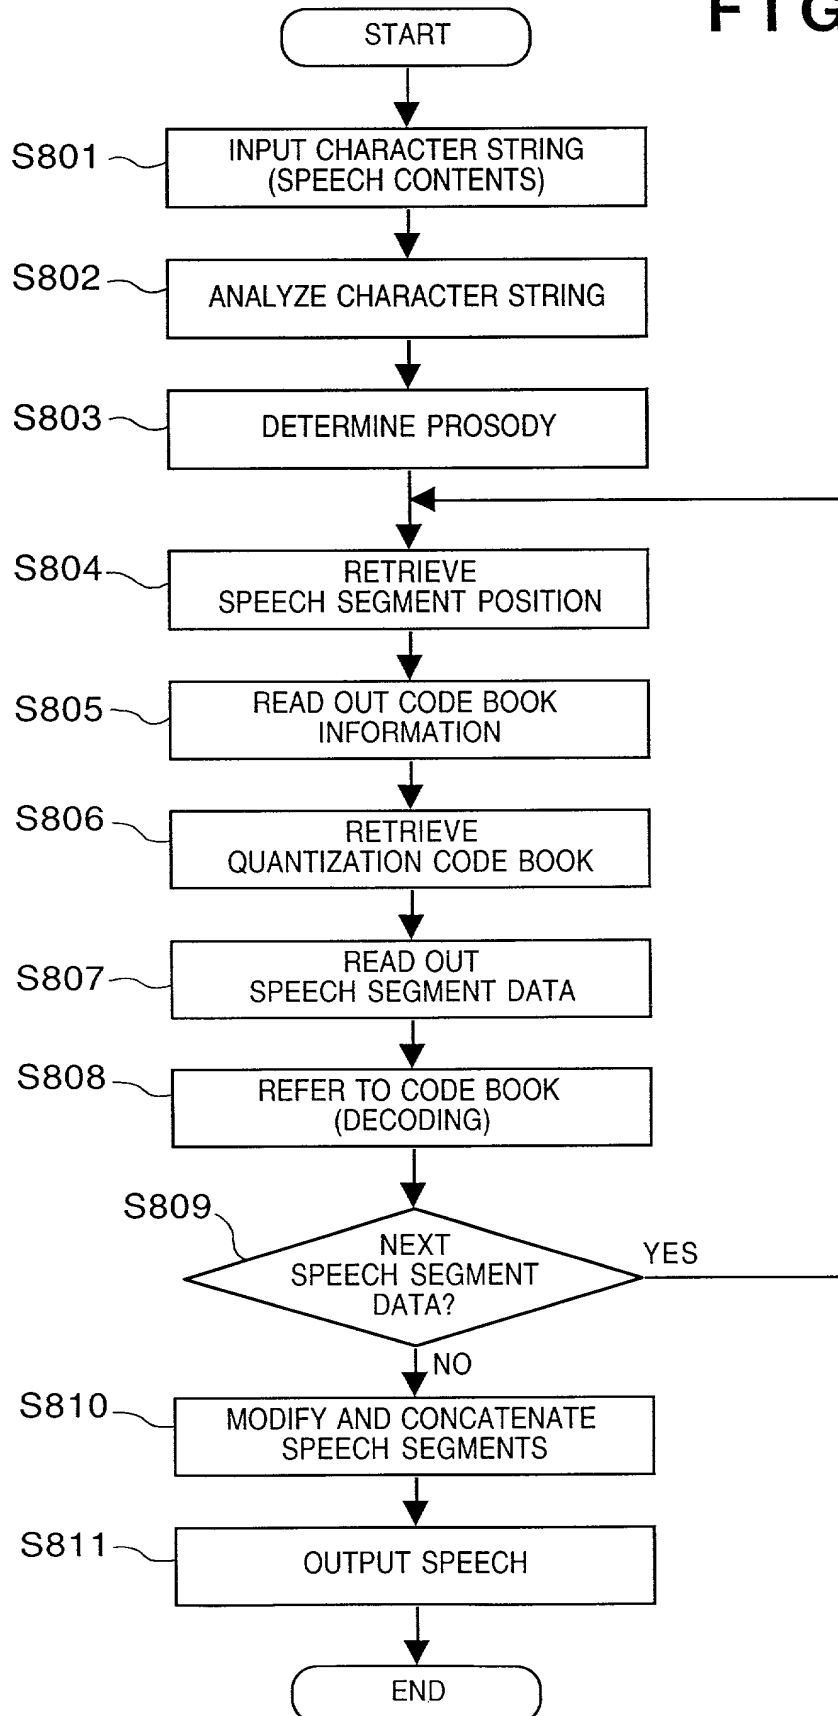 FIG
START
S801
INPUT CHARACTER STRING
(SPEECH CONTENTS)
S802
ANALYZE CHARACTER STRING
S803
DETERMINE PROSODY
S804
RETRIEVE
SPEECH SEGMENT POSITION
S805
READ OUT CODE BOOK
INFORMATION
S806
RETRIEVE
QUANTIZATION CODE BOOK
S807
READ OUT
SPEECH SEGMENT DATA
S808
REFER TO CODE BOOK
(DECODING)
S809
NEXT
SPEECH SEGMENT
DATA?
YES
NO
S810
MODIFY AND CONCATENATE
SPEECH SEGMENTS
S811
OUTPUT SPEECH
END